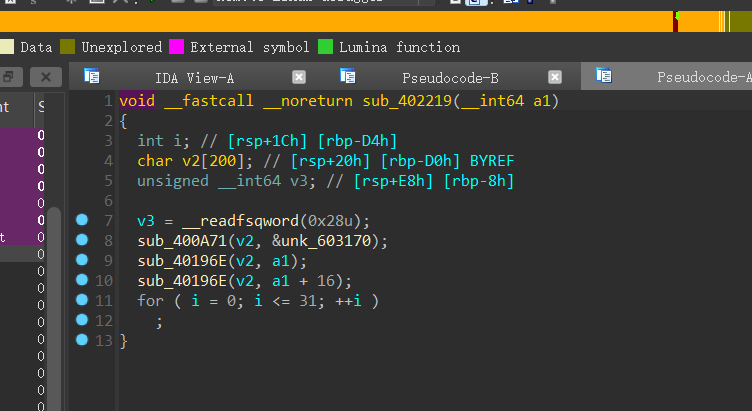 Data Unexplored External symbol Lumina function
IDA View-A Pseudocode-B Pseudocode-A
nt S
1 void __fastcall __noreturn sub_402219(__int64 a1)
2 {
3 int i; // [rsp+1Ch] [rbp-D4h]
4 char v2[200]; // [rsp+20h] [rbp-D0h] BYREF
5 unsigned __int64 v3; // [rsp+E8h] [rbp-8h]
6
7 v3 = __readfsqword(0x28u);
8 sub_400A71(v2, &unk_603170);
9 sub_40196E(v2, a1);
10 sub_40196E(v2, a1 + 16);
11 for ( i = 0; i <= 31; ++i )
12 ;
13 }